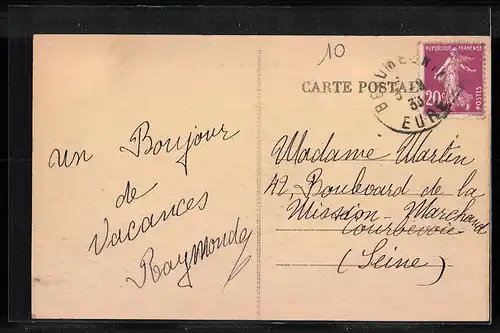 10
CARTE POSTALE
REPUBLIQUE FRANÇAISE
20c
POSTES
EURE
33
Un Bonjour
de
Vacances
Raymonde
Madame Martin
42, Boulevard de la
Mission - Marchand
Courbevoie
(Seine)